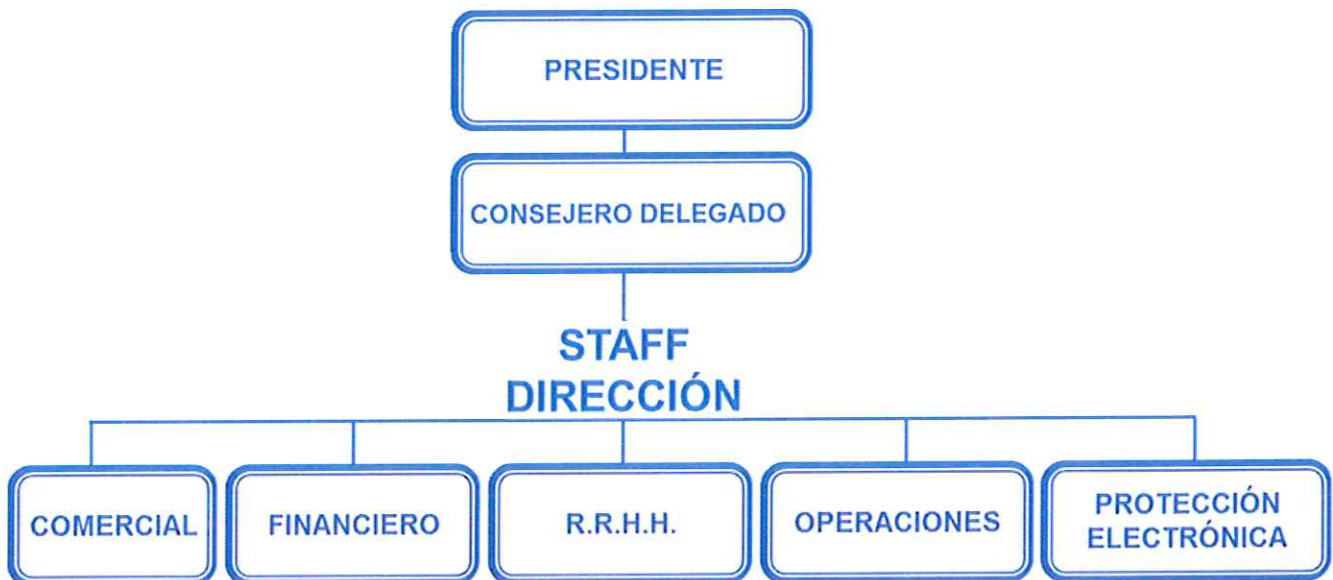 PRESIDENTE
CONSEJERO DELEGADO
STAFF
DIRECCIÓN
COMERCIAL
FINANCIERO
R.R.H.H.
OPERACIONES
PROTECCIÓN
ELECTRÓNICA